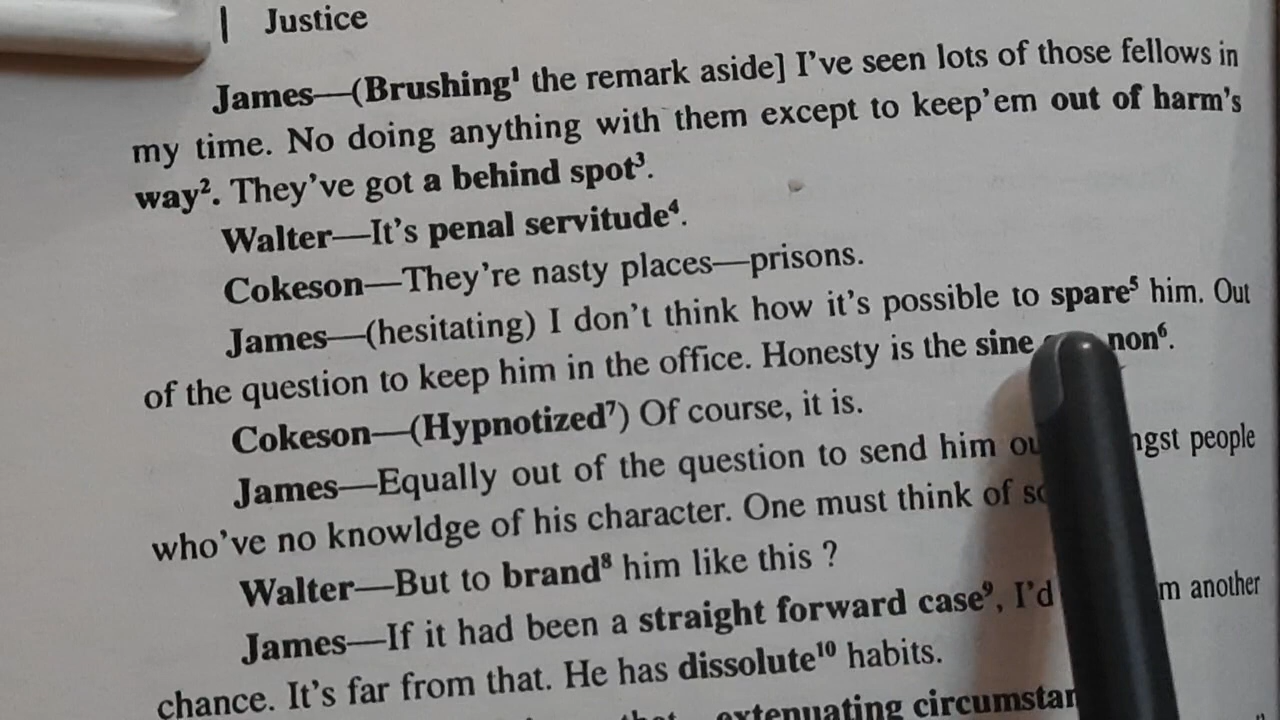 Justice
James—(Brushing¹ the remark aside] I've seen lots of those fellows in
my time. No doing anything with them except to keep'em out of harm's
way². They've got a behind spot³.
Walter—It's penal servitude⁴.
Cokeson—They're nasty places—prisons.
James—(hesitating) I don't think how it's possible to spare⁵ him. Out
of the question to keep him in the office. Honesty is the sine non⁶.
Cokeson—(Hypnotized⁷) Of course, it is.
James—Equally out of the question to send him people
who've no knowldge of his character. One must think of
Walter—But to brand⁸ him like this ?
James—If it had been a straight forward case⁹, I'd another
chance. It's far from that. He has dissolute¹⁰ habits.
extenuating